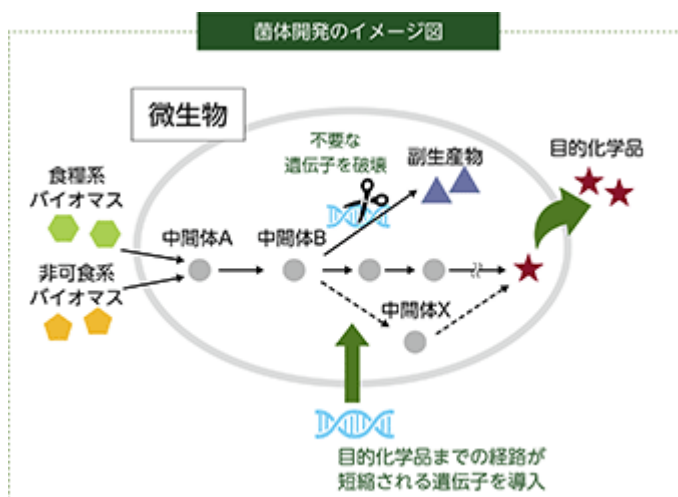 菌体開発のイメージ図
微生物
不要な
遺伝子を破壊
副生産物
目的化学品
食糧系
バイオマス
中間体A
中間体B
非可食系
バイオマス
中間体X
目的化学品までの経路が
短縮される遺伝子を導入